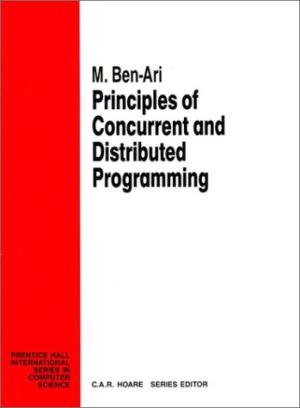 M. Ben-Ari
Principles of
Concurrent and
Distributed
Programming
PRENTICE HALL
INTERNATIONAL
SERIES IN
COMPUTER
SCIENCE
C.A.R. HOARE SERIES EDITOR